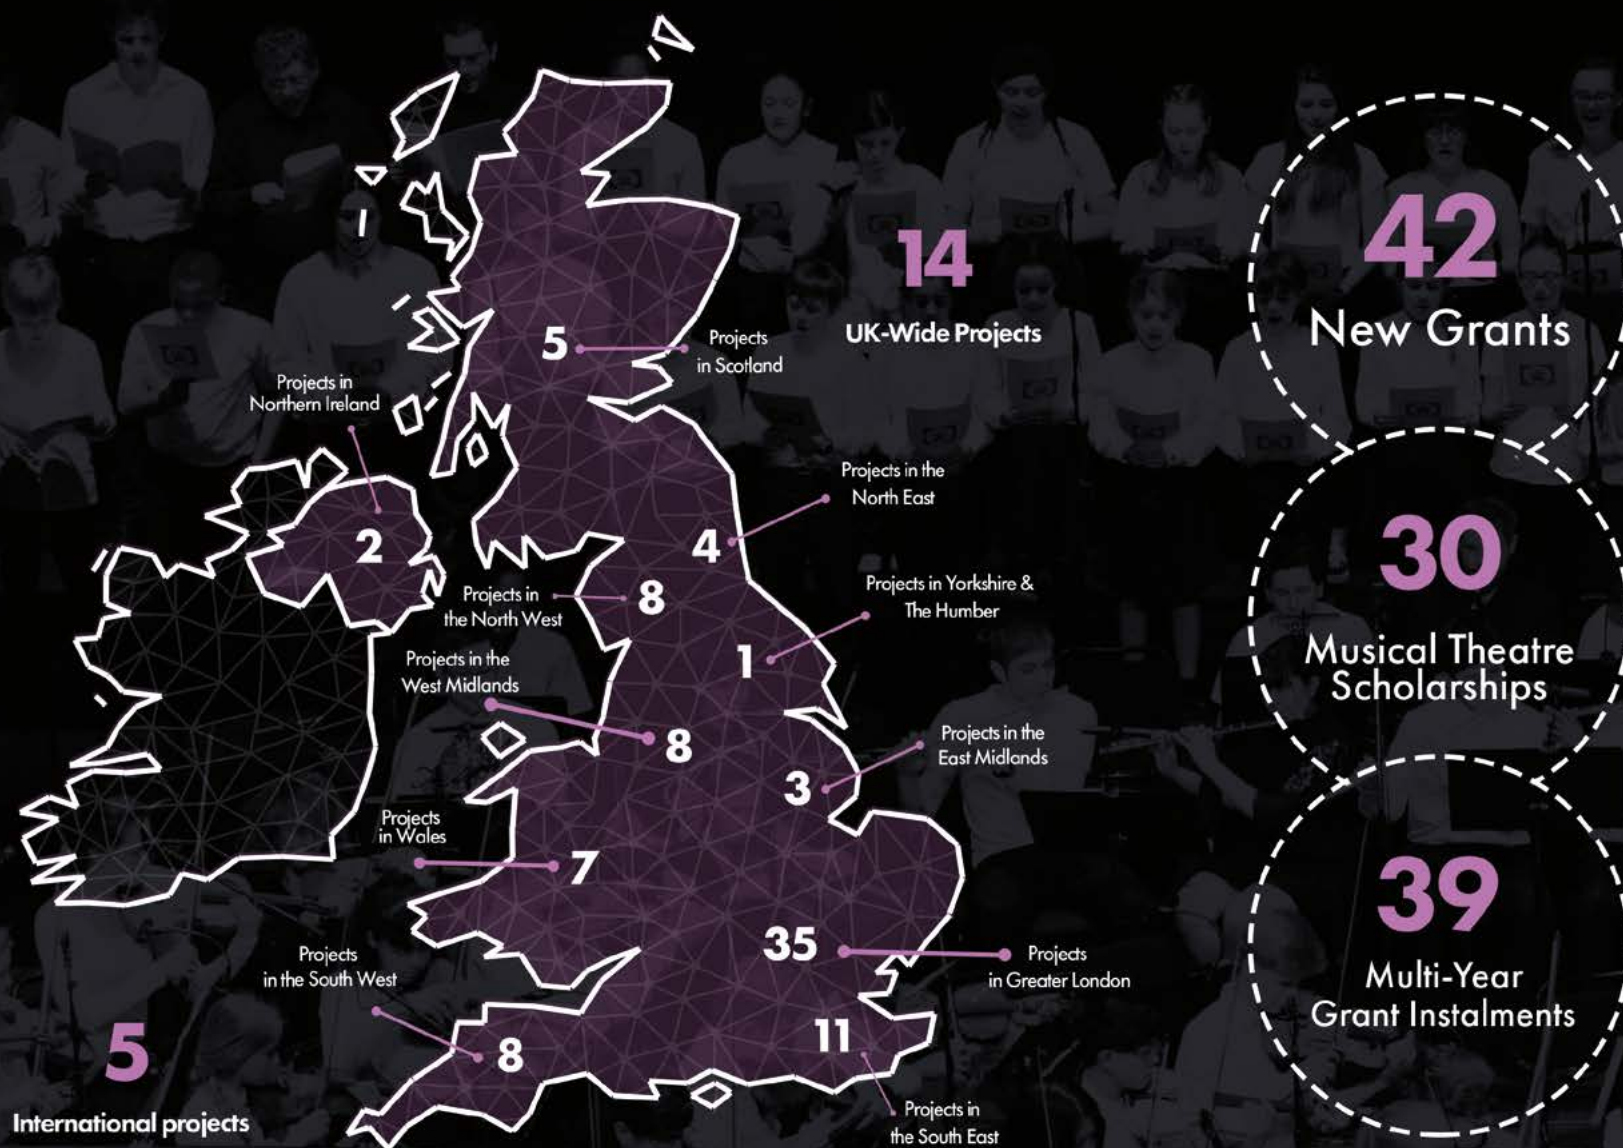 14
UK-Wide Projects
5
Projects
in Scotland
Projects in
Northern Ireland
2
Projects in the
North East
4
Projects in
the North West
8
Projects in Yorkshire &
The Humber
1
Projects in the
West Midlands
8
Projects in the
East Midlands
3
Projects
in Wales
7
35
Projects
in Greater London
Projects
in the South West
8
11
Projects in
the South East
5
International projects
42
New Grants
30
Musical Theatre
Scholarships
39
Multi-Year
Grant Instalments